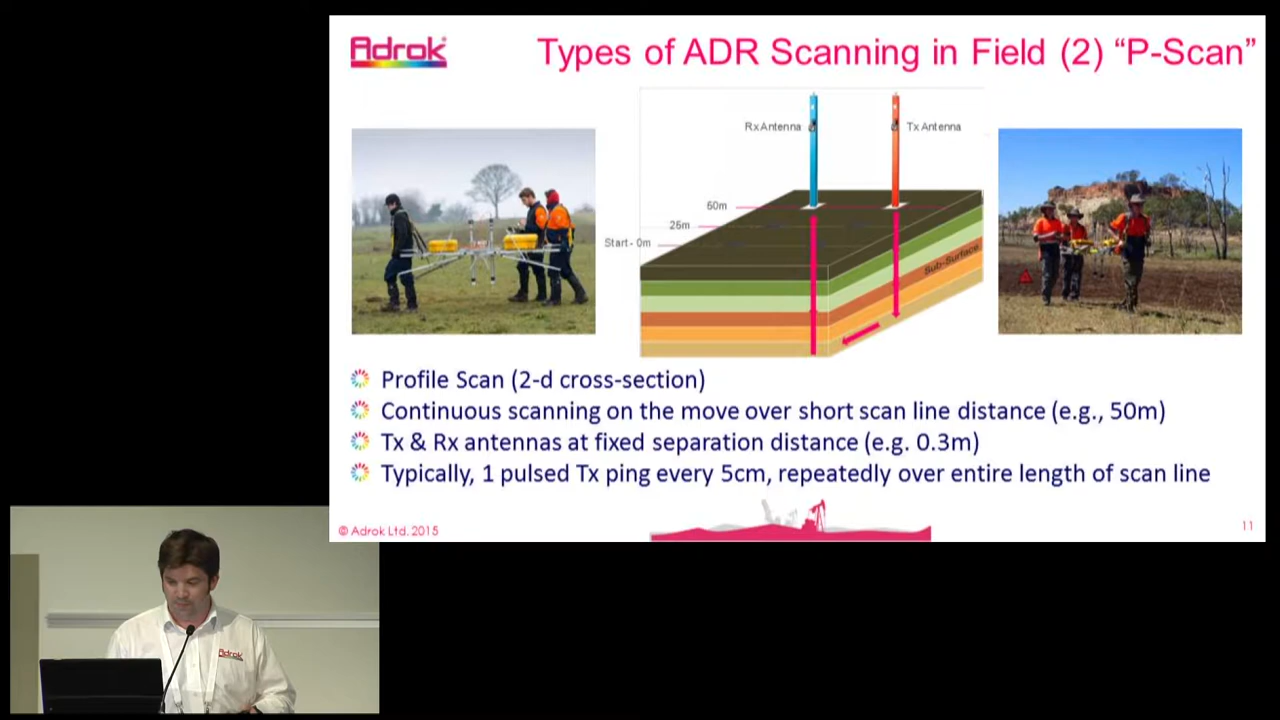 Adrok
Types of ADR Scanning in Field (2) “P-Scan”
Rx Antenna
Tx Antenna
50m
25m
Start - 0m
Sub-Surface
Profile Scan (2-d cross-section)
Continuous scanning on the move over short scan line distance (e.g., 50m)
Tx & Rx antennas at fixed separation distance (e.g. 0.3m)
Typically, 1 pulsed Tx ping every 5cm, repeatedly over entire length of scan line
© Adrok Ltd. 2015
11
Adrok